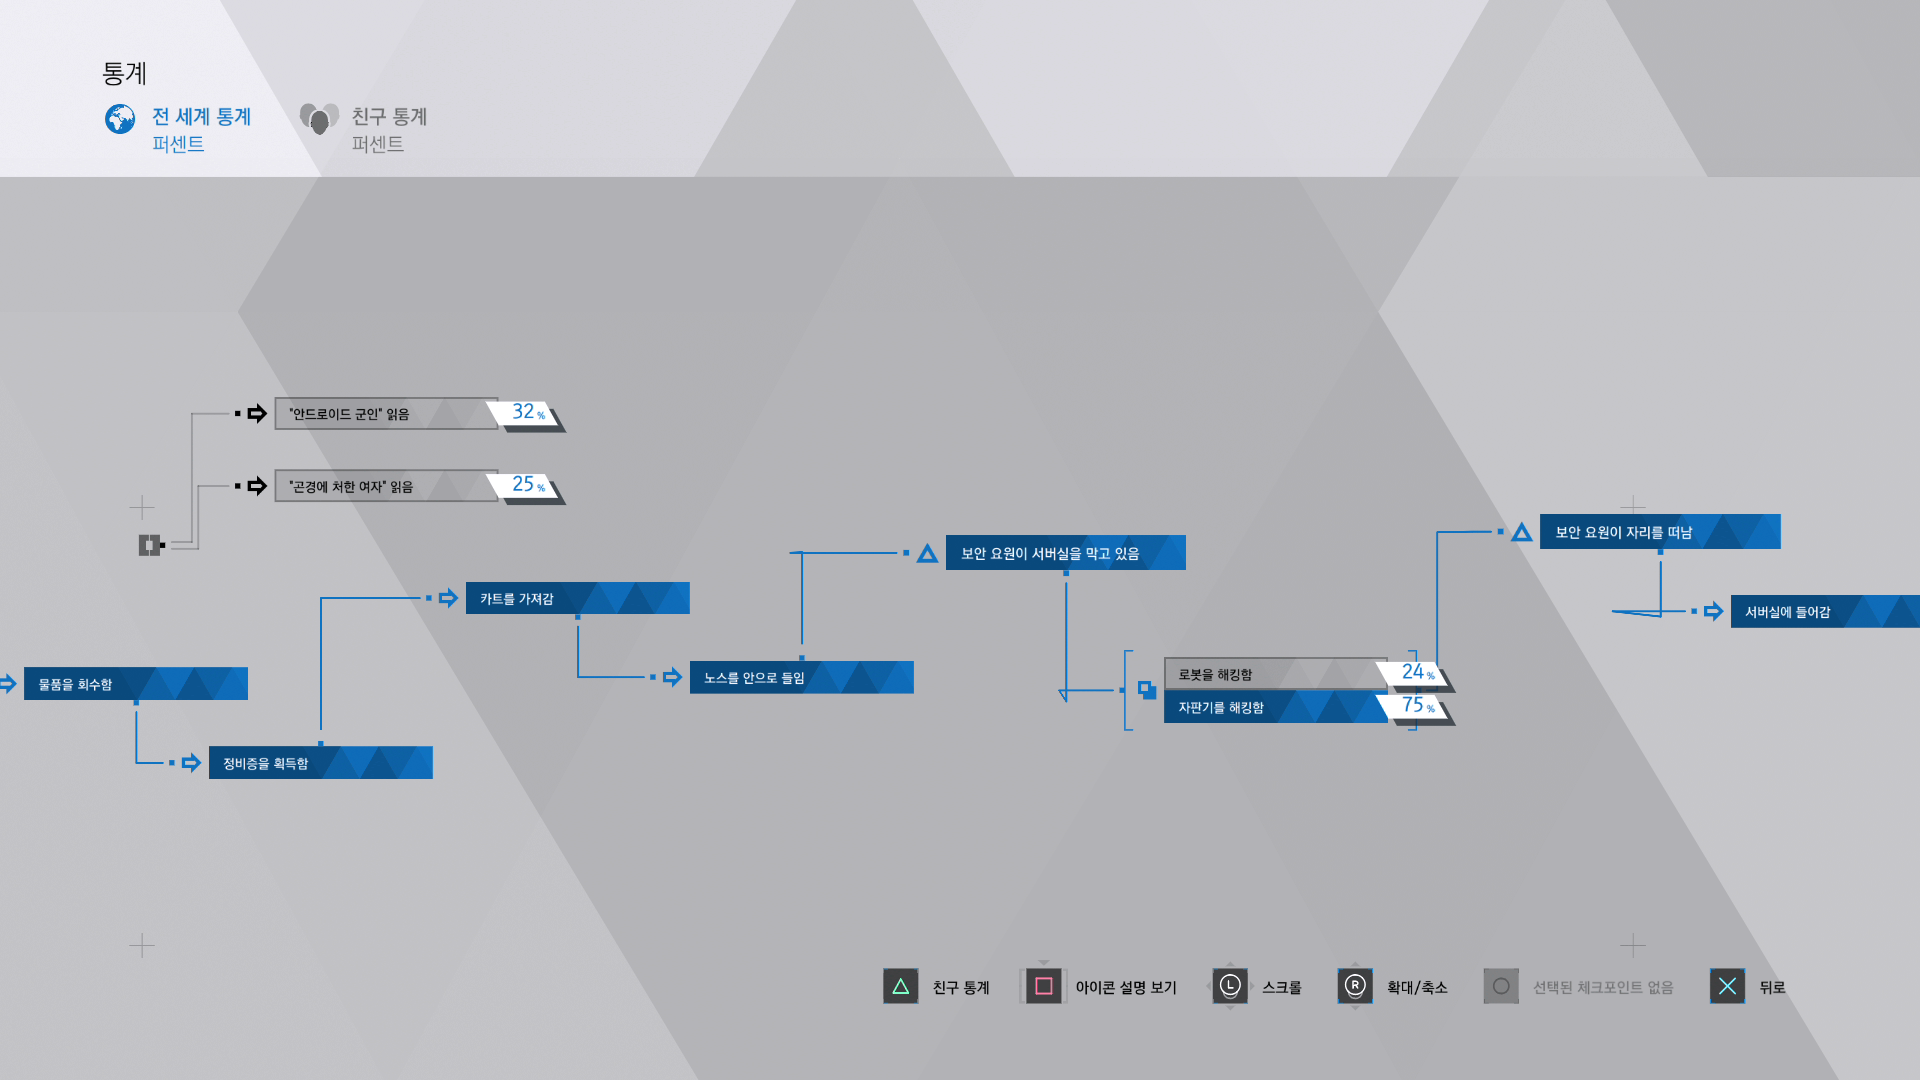 통계
전 세계 통계
퍼센트
친구 통계
퍼센트
"안드로이드 군인" 읽음
32 %
"곤경에 처한 여자" 읽음
25 %
보안 요원이 자리를 떠남
보안 요원이 서버실을 막고 있음
카트를 가져감
서버실에 들어감
물품을 회수함
노스를 안으로 들임
로봇을 해킹함
24 %
자판기를 해킹함
75 %
정비증을 획득함
친구 통계
아이콘 설명 보기
L
스크롤
R
확대/축소
선택된 체크포인트 없음
뒤로